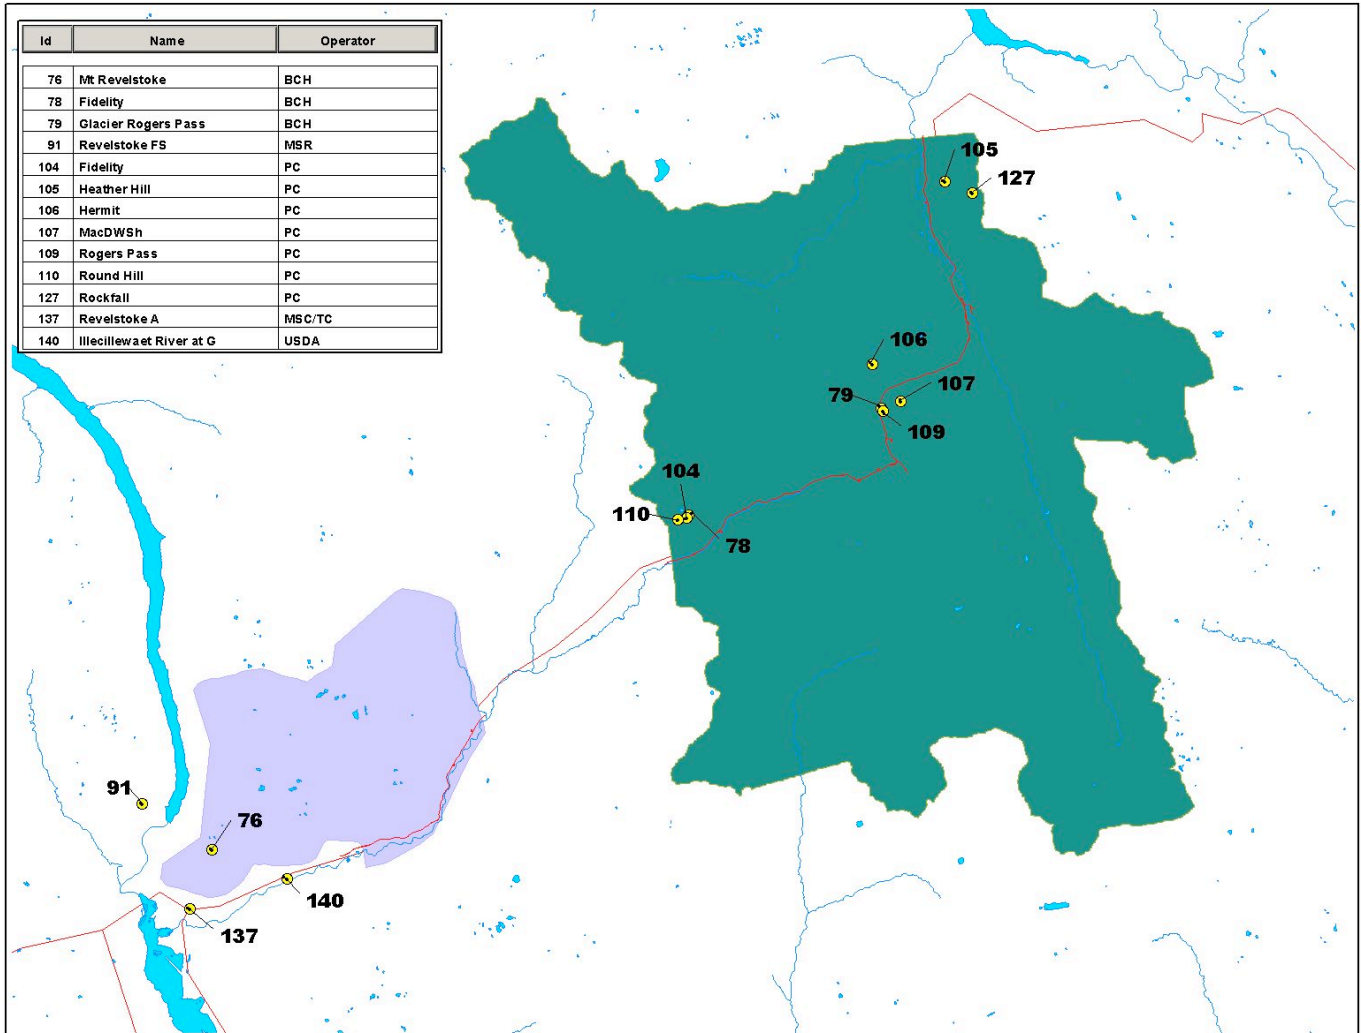 Id Name Operator
76 Mt Revelstoke BCH
78 Fidelity BCH
79 Glacier Rogers Pass BCH
91 Revelstoke FS MSR
104 Fidelity PC
105 Heather Hill PC
106 Hermit PC
107 MacDWSh PC
109 Rogers Pass PC
110 Round Hill PC
127 Rockfall PC
137 Revelstoke A MSC/TC
140 Illecillewaet River at G USDA
105
127
106
107
79
109
104
110
78
91
76
140
137